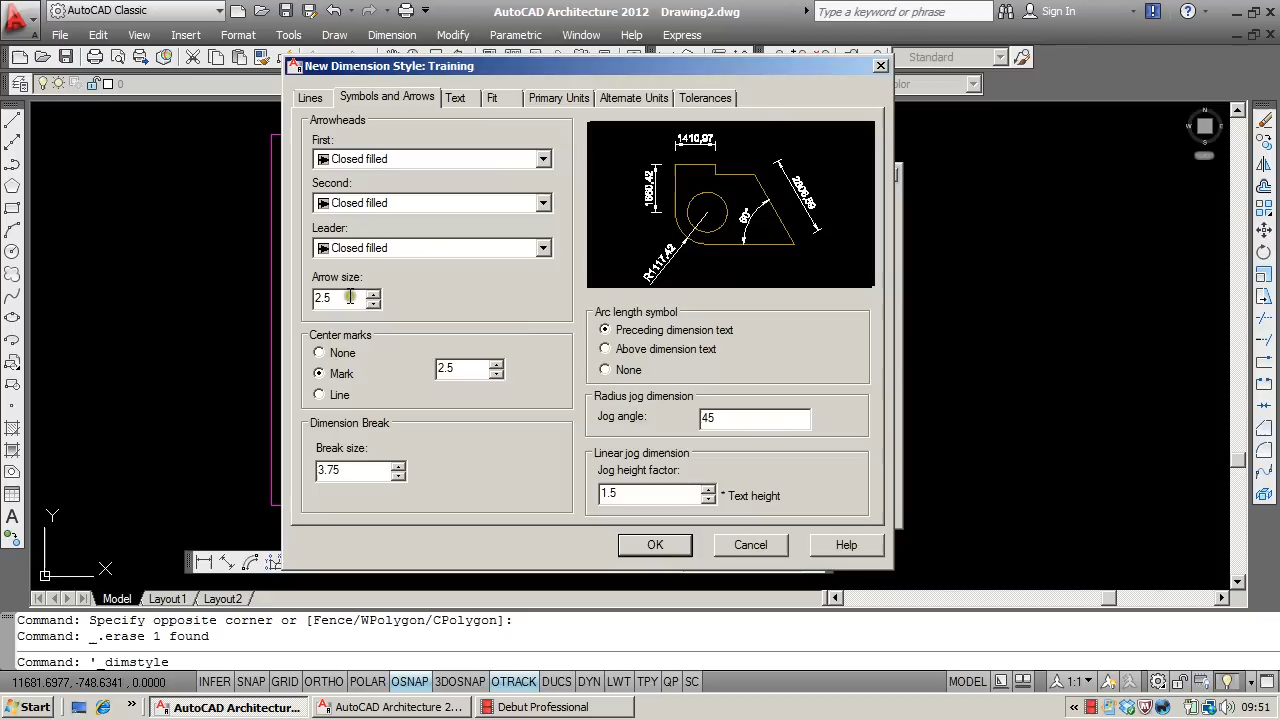 AutoCAD Classic
AutoCAD Architecture 2012 Drawing2.dwg
Type a keyword or phrase
Sign In
File Edit View Insert Format Tools Draw Dimension Modify Parametric Window Help Express
Standard
New Dimension Style: Training
0
olor
Lines Symbols and Arrows Text Fit Primary Units Alternate Units Tolerances
Arrowheads
First:
Closed filled
Second:
Closed filled
Leader:
Closed filled
Arrow size:
2.5
Center marks
None
Mark
2.5
Line
Dimension Break
Break size:
3.75
1410,97
60°
R1117,42
N
W
E
S
Arc length symbol
Preceding dimension text
Above dimension text
None
Radius jog dimension
Jog angle: 45
Linear jog dimension
Jog height factor:
1.5 * Text height
OK Cancel Help
Y
X
Model Layout1 Layout2
Command: Specify opposite corner or [Fence/WPolygon/CPolygon]:
Command: _.erase 1 found
Command: '_dimstyle
11681.6977, -748.6341 , 0.0000 INFER SNAP GRID ORTHO POLAR OSNAP 3DOSNAP OTRACK DUCS DYN LWT TPY QP SC MODEL 1:1
Start AutoCAD Architectur... AutoCAD Architecture 2... Debut Professional 09:51